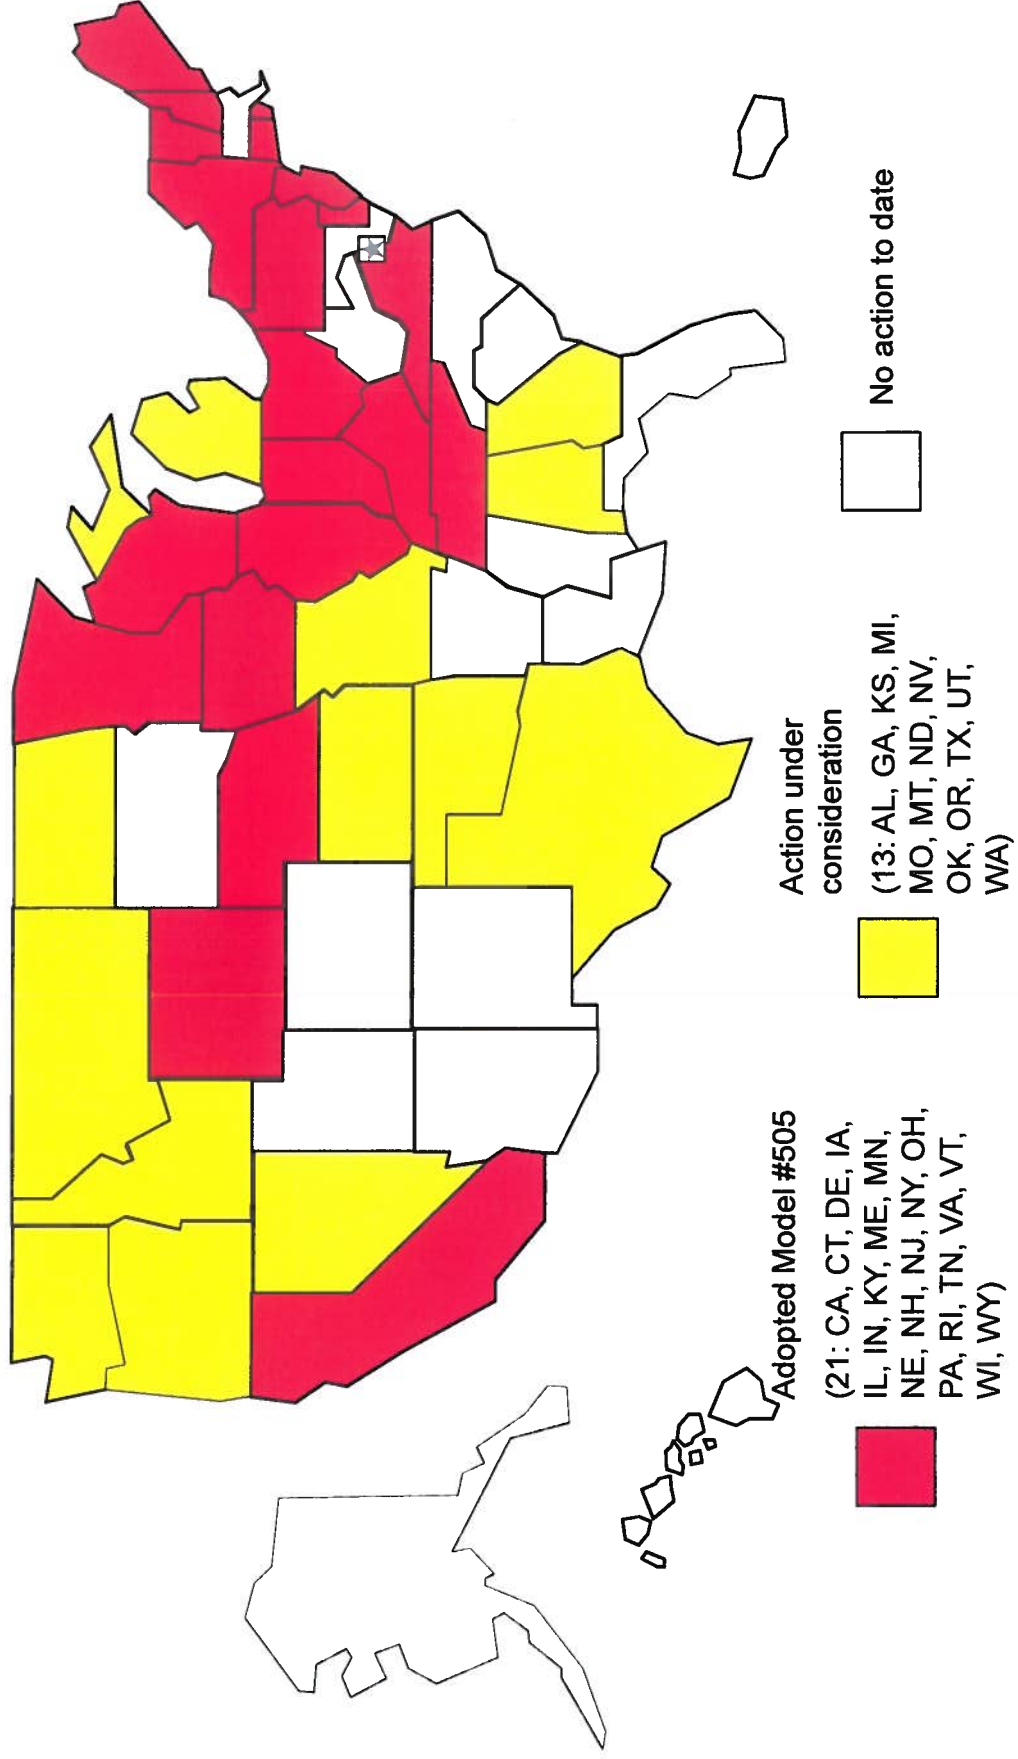 Adopted Model #505
(21: CA, CT, DE, IA,
IL, IN, KY, ME, MN,
NE, NH, NJ, NY, OH,
PA, RI, TN, VA, VT,
WI, WY)
Action under
consideration
(13: AL, GA, KS, MI,
MO, MT, ND, NV,
OK, OR, TX, UT,
WA)
No action to date